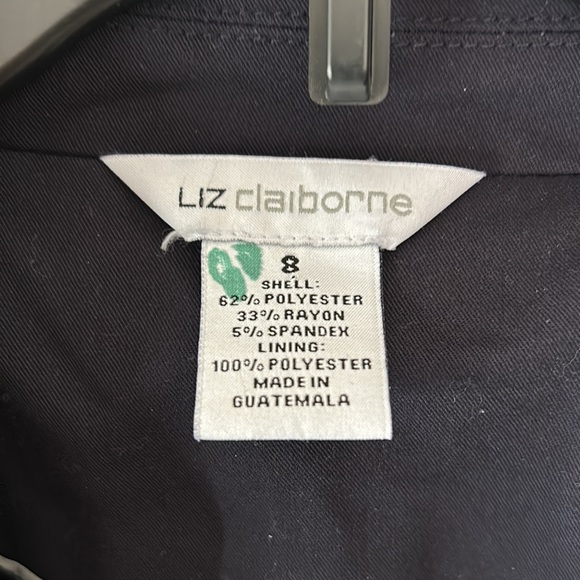 LIZ claiborne
8
SHELL:
62% POLYESTER
33% RAYON
5% SPANDEX
LINING:
100% POLYESTER
MADE IN
GUATEMALA